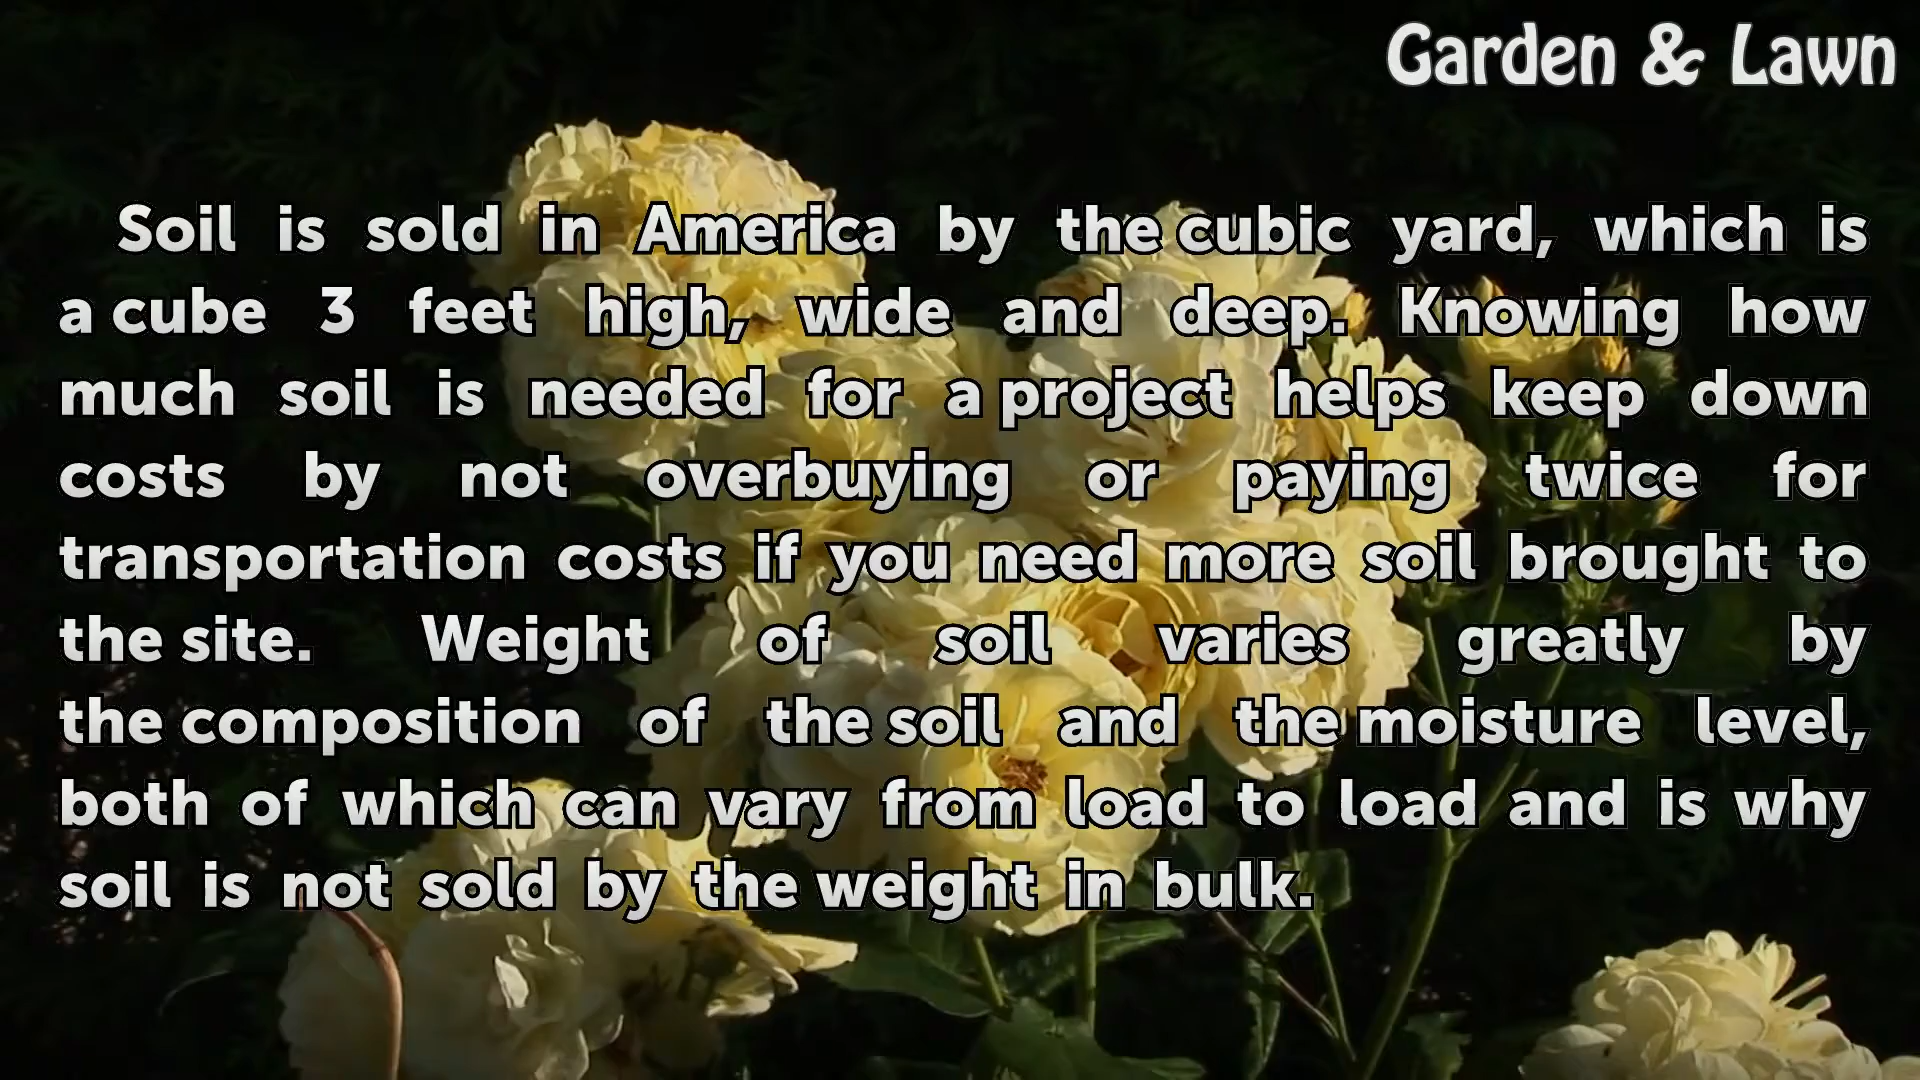 Garden & Lawn
Soil is sold in America by the cubic yard, which is
a cube 3 feet high, wide and deep. Knowing how
much soil is needed for a project helps keep down
costs by not overbuying or paying twice for
transportation costs if you need more soil brought to
the site. Weight of soil varies greatly by
the composition of the soil and the moisture level,
both of which can vary from load to load and is why
soil is not sold by the weight in bulk.